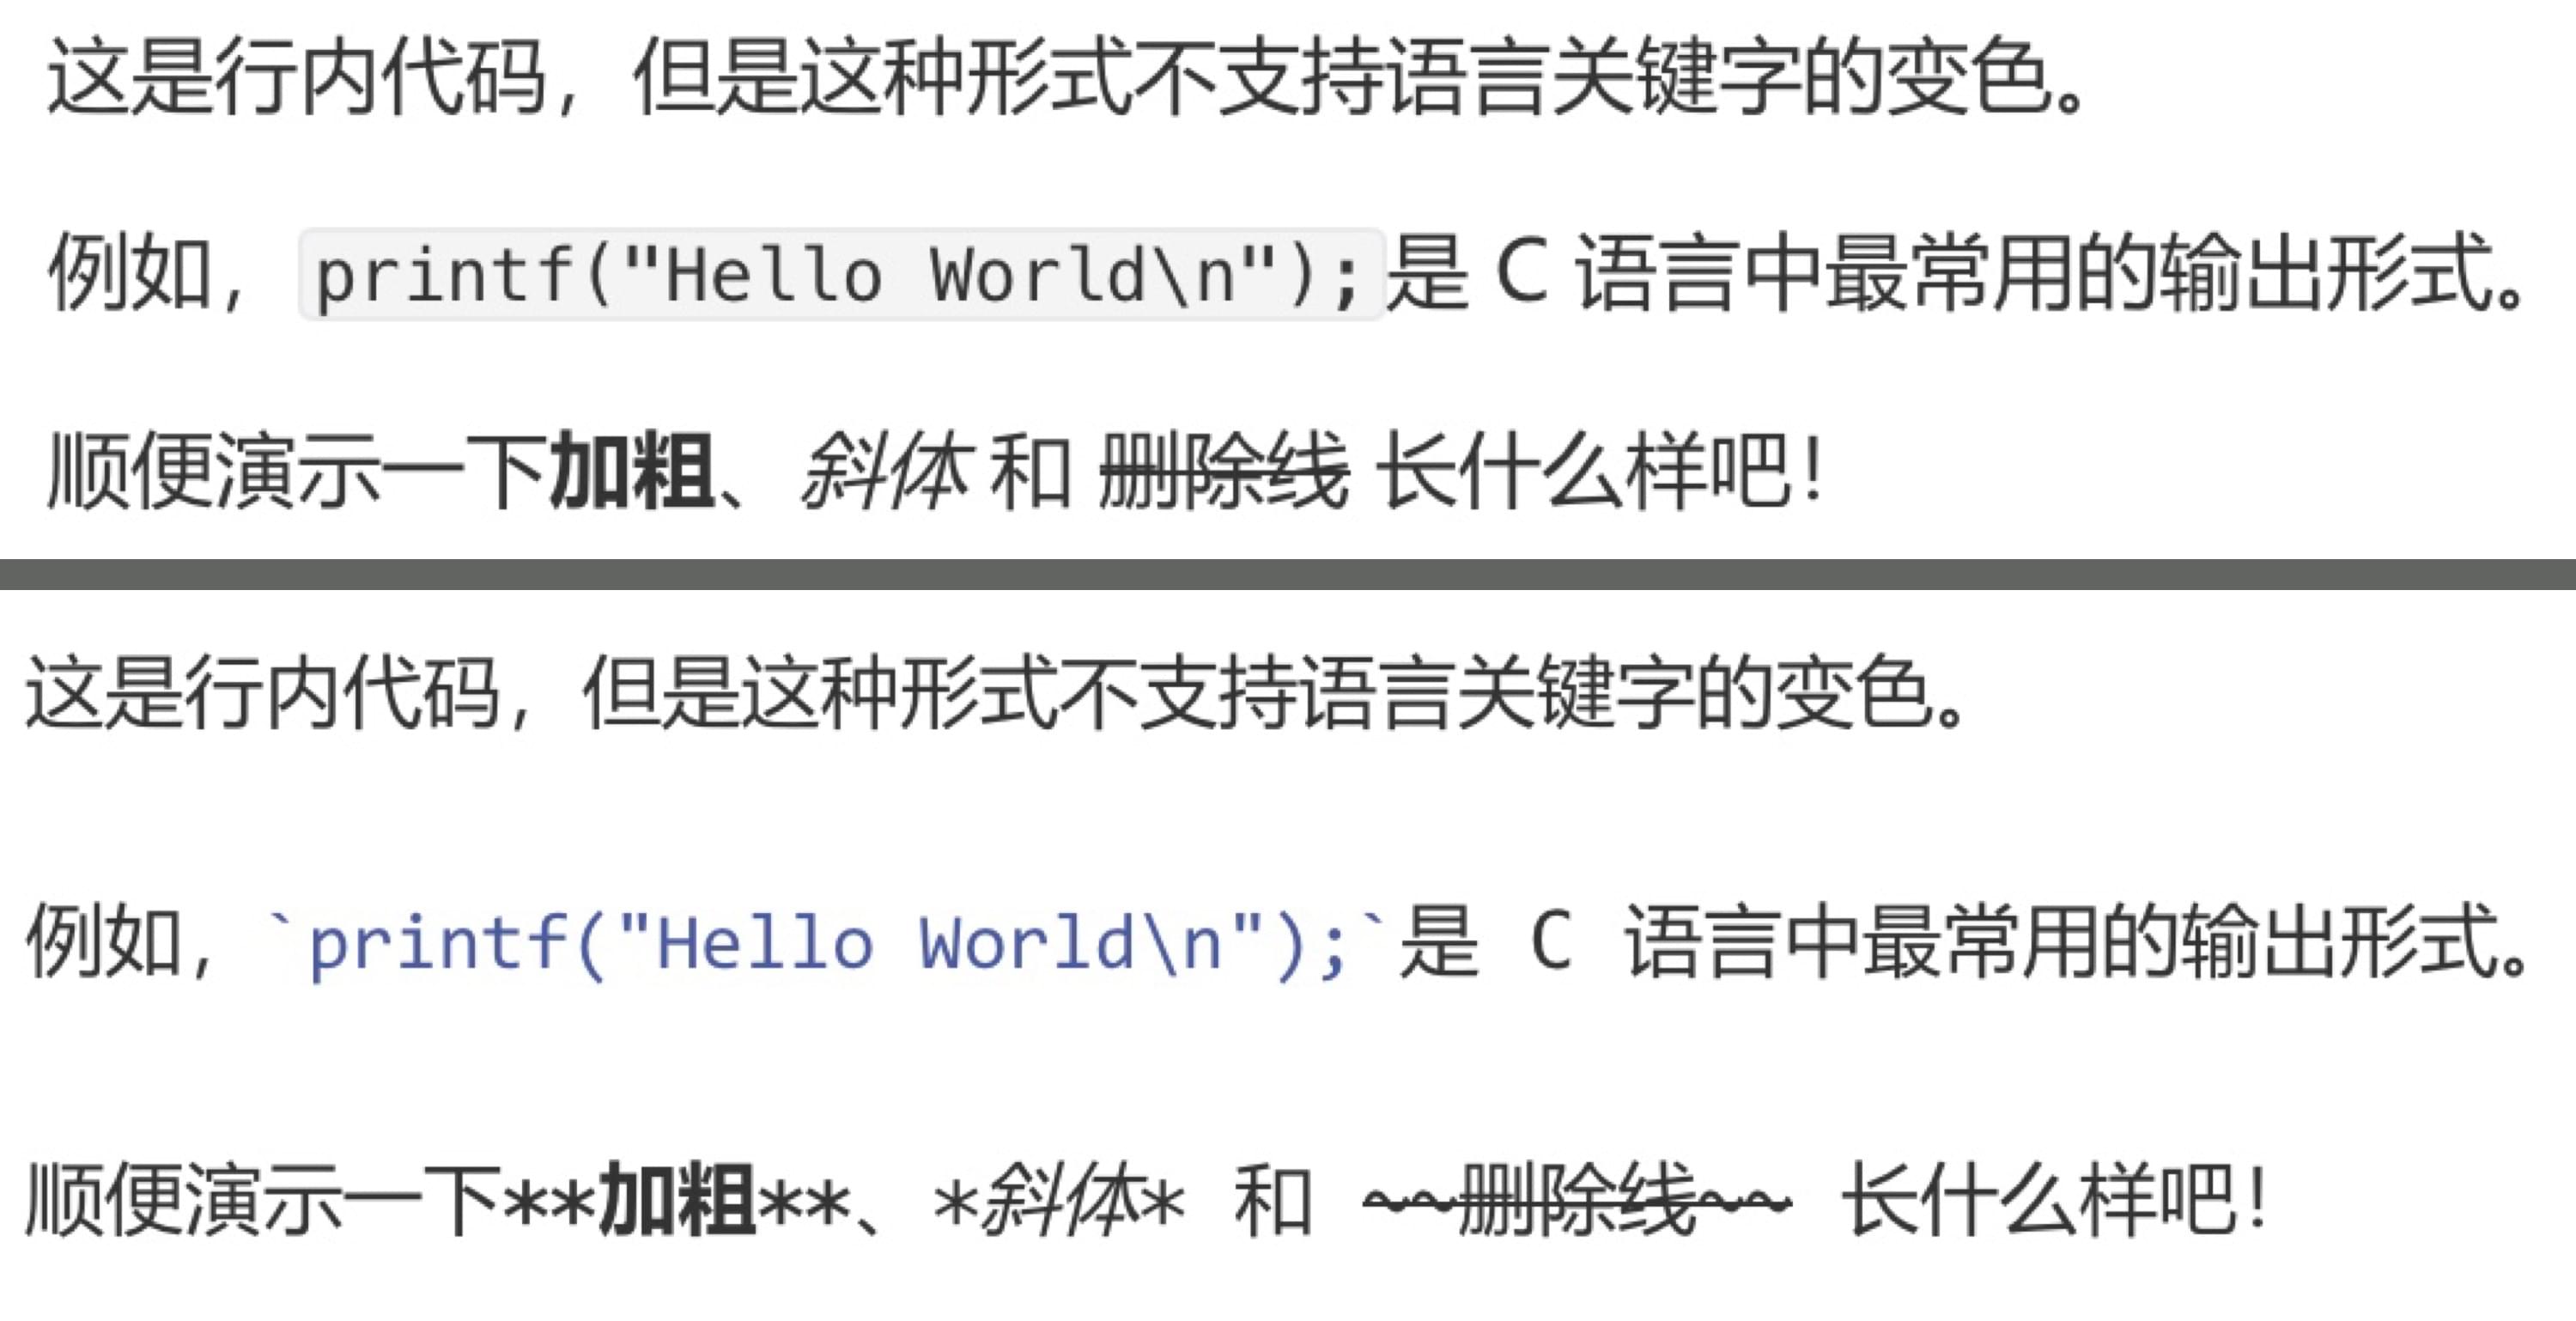 这是行内代码，但是这种形式不支持语言关键字的变色。
例如，printf("Hello World\n");是 C 语言中最常用的输出形式。
顺便演示一下加粗、斜体 和 删除线 长什么样吧！
这是行内代码，但是这种形式不支持语言关键字的变色。
例如，`printf("Hello World\n");`是 C 语言中最常用的输出形式。
顺便演示一下**加粗**、*斜体* 和 ~~删除线~~ 长什么样吧！